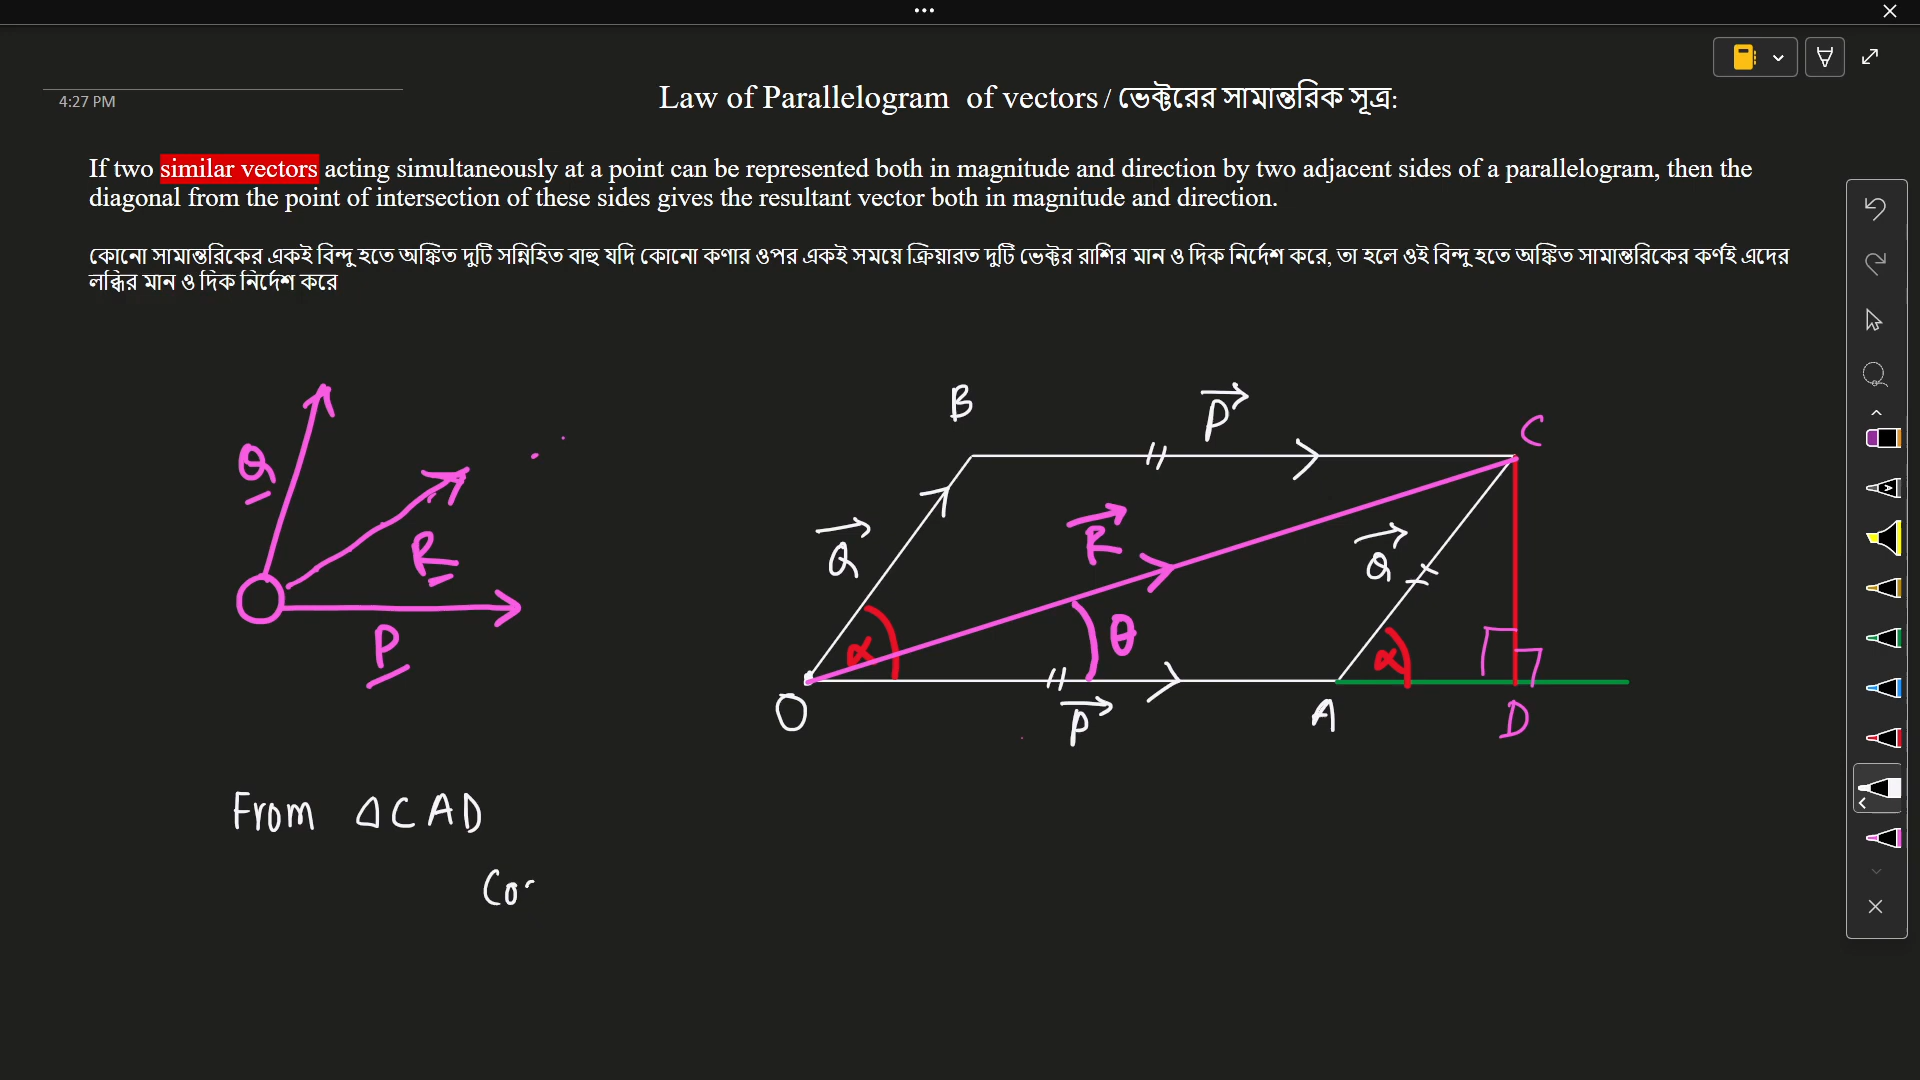 4:27 PM
Law of Parallelogram of vectors / ভেক্টরের সামান্তরিক সূত্র:
If two similar vectors acting simultaneously at a point can be represented both in magnitude and direction by two adjacent sides of a parallelogram, then the
diagonal from the point of intersection of these sides gives the resultant vector both in magnitude and direction.
কোনো সামান্তরিকের একই বিন্দু হতে অঙ্কিত দুটি সন্নিহিত বাহু যদি কোনো কণার ওপর একই সময়ে ক্রিয়ারত দুটি ভেক্টর রাশির মান ও দিক নির্দেশ করে, তা হলে ওই বিন্দু হতে অঙ্কিত সামান্তরিকের কর্ণই এদের
লব্ধির মান ও দিক নির্দেশ করে
Q
R
P
B
P
C
Q
R
Q
α
θ
α
O
P
A
D
From △CAD
Co